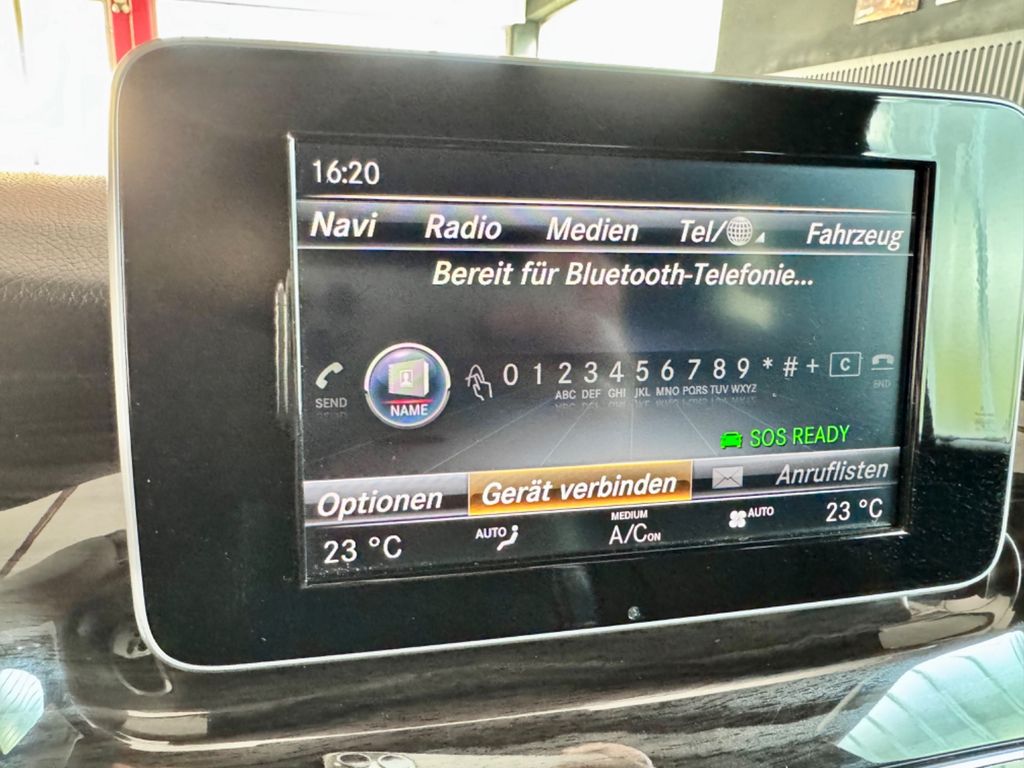 16:20
Navi Radio Medien Tel/ Fahrzeug
Bereit für Bluetooth-Telefonie...
SEND NAME 0 1 2 3 4 5 6 7 8 9 * # + C END
ABC DEF GHI JKL MNO PQRS TUV WXYZ
SOS READY
Optionen Gerät verbinden Anruflisten
23 °C AUTO MEDIUM A/C ON AUTO 23 °C